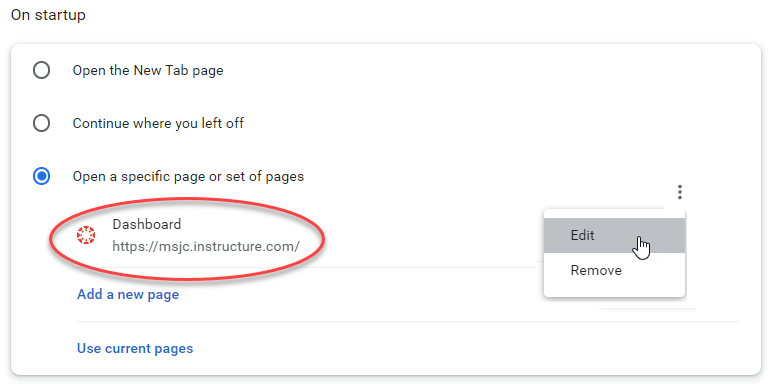 On startup
Open the New Tab page
Continue where you left off
Open a specific page or set of pages
Dashboard
https://msjc.instructure.com/
Edit
Remove
Add a new page
Use current pages